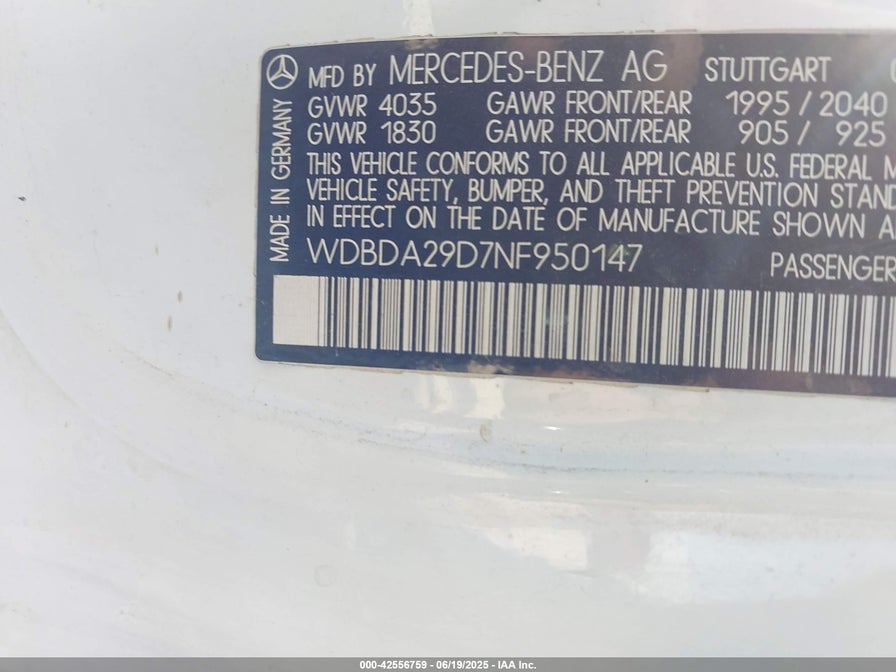 MFD BY MERCEDES-BENZ AG STUTTGART
GVWR 4035 GAWR FRONT/REAR 1995 / 2040
GVWR 1830 GAWR FRONT/REAR 905 / 925
THIS VEHICLE CONFORMS TO ALL APPLICABLE U.S. FEDERAL M
VEHICLE SAFETY, BUMPER, AND THEFT PREVENTION STAN
IN EFFECT ON THE DATE OF MANUFACTURE SHOWN A
WDBDA29D7NF950147 PASSENGER
MADE IN GERMANY
000-42556759 - 06/19/2025 - IAA Inc.